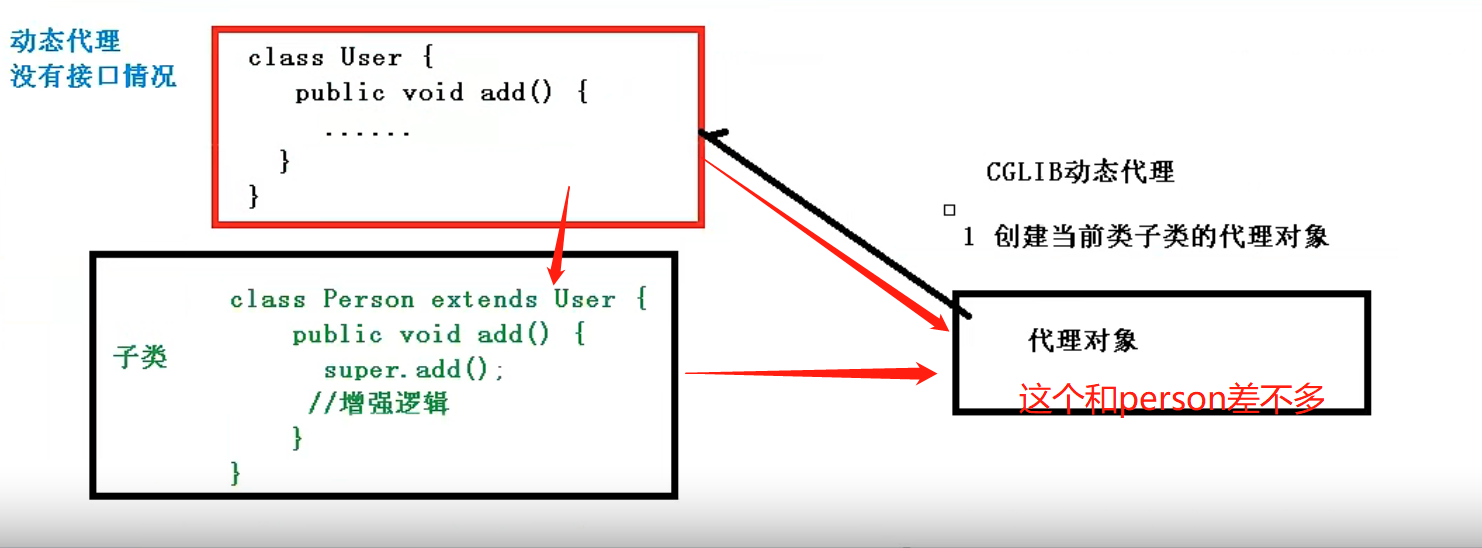 动态代理
没有接口情况
class User {
public void add() {
......
}
}
子类
class Person extends User {
public void add() {
super.add();
//增强逻辑
}
}
CGLIB动态代理
1 创建当前类子类的代理对象
代理对象
这个和person差不多